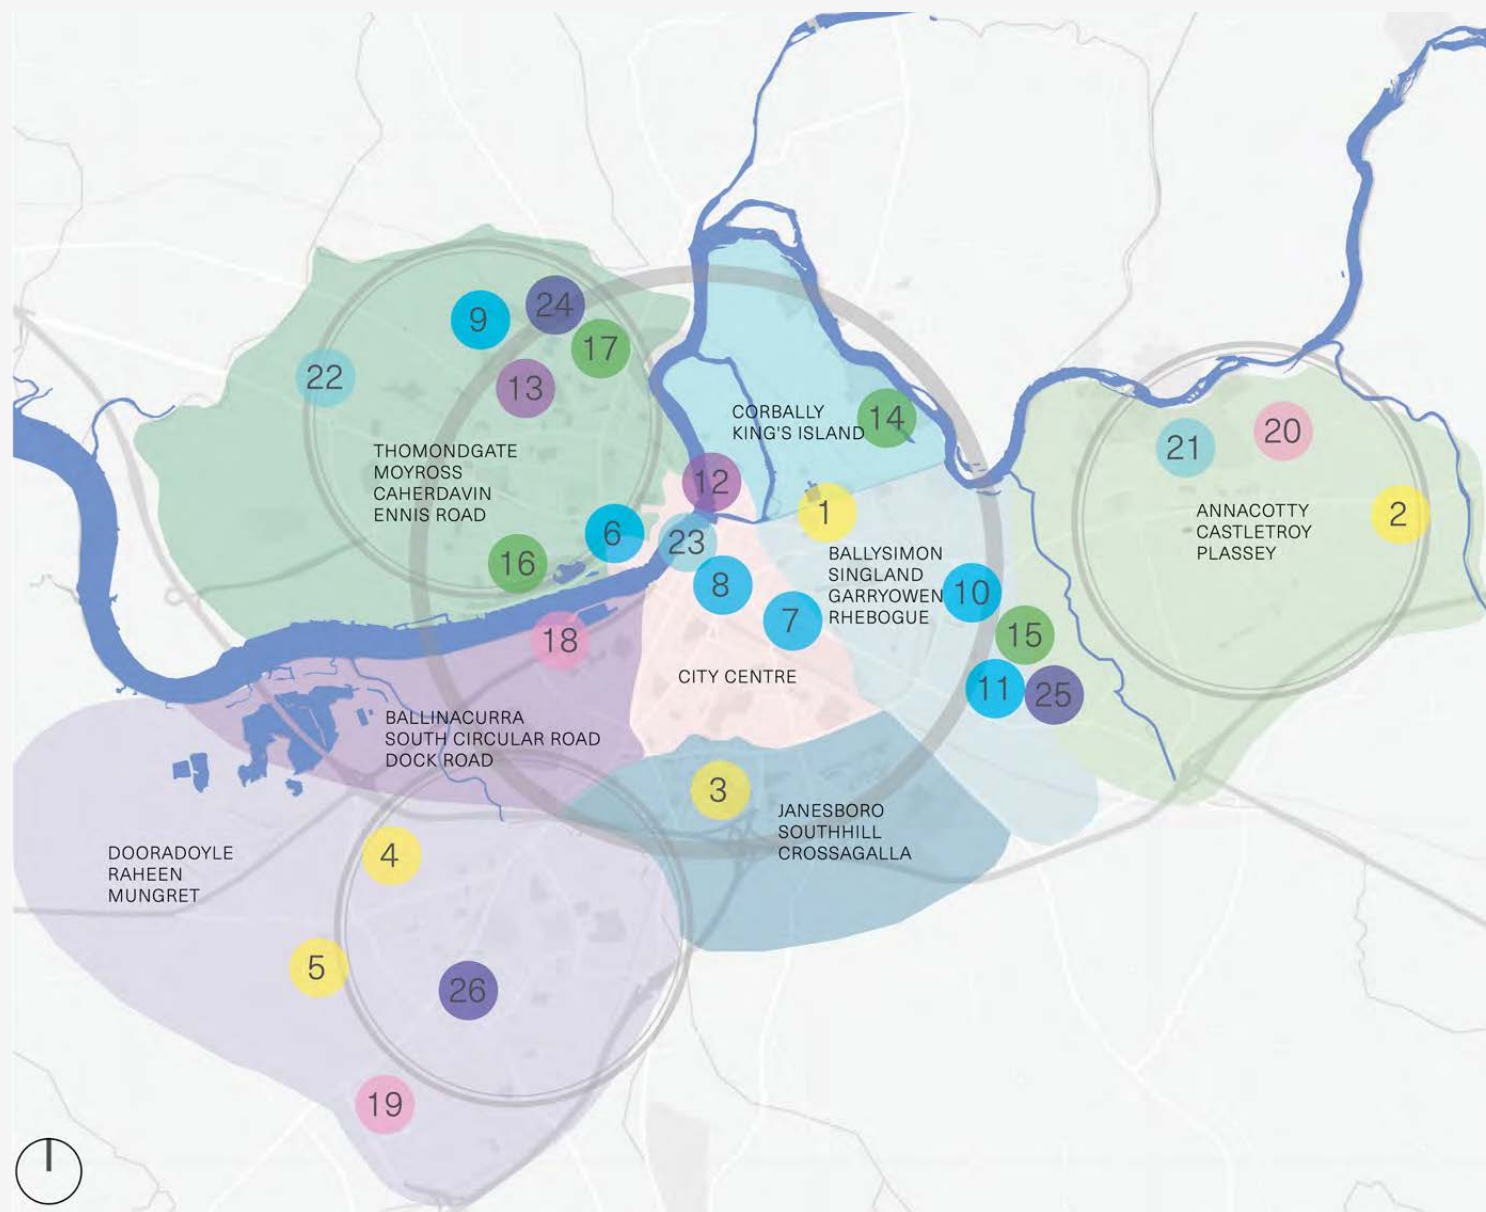 24
9
17
22
13
CORBALLY
KING'S ISLAND
14
21
20
THOMONDGATE
MOYROSS
CAHERDAVIN
ENNIS ROAD
12
1
2
ANNACOTTY
CASTLETROY
PLASSEY
6
23
16
8
7
BALLYSIMON
SINGLAND
GARRYOWEN
RHEBOGUE
10
15
18
11
25
CITY CENTRE
BALLINACURRA
SOUTH CIRCULAR ROAD
DOCK ROAD
3
JANESBORO
SOUTHHILL
CROSSAGALLA
4
DOORADOYLE
RAHEEN
MUNGRET
5
26
19